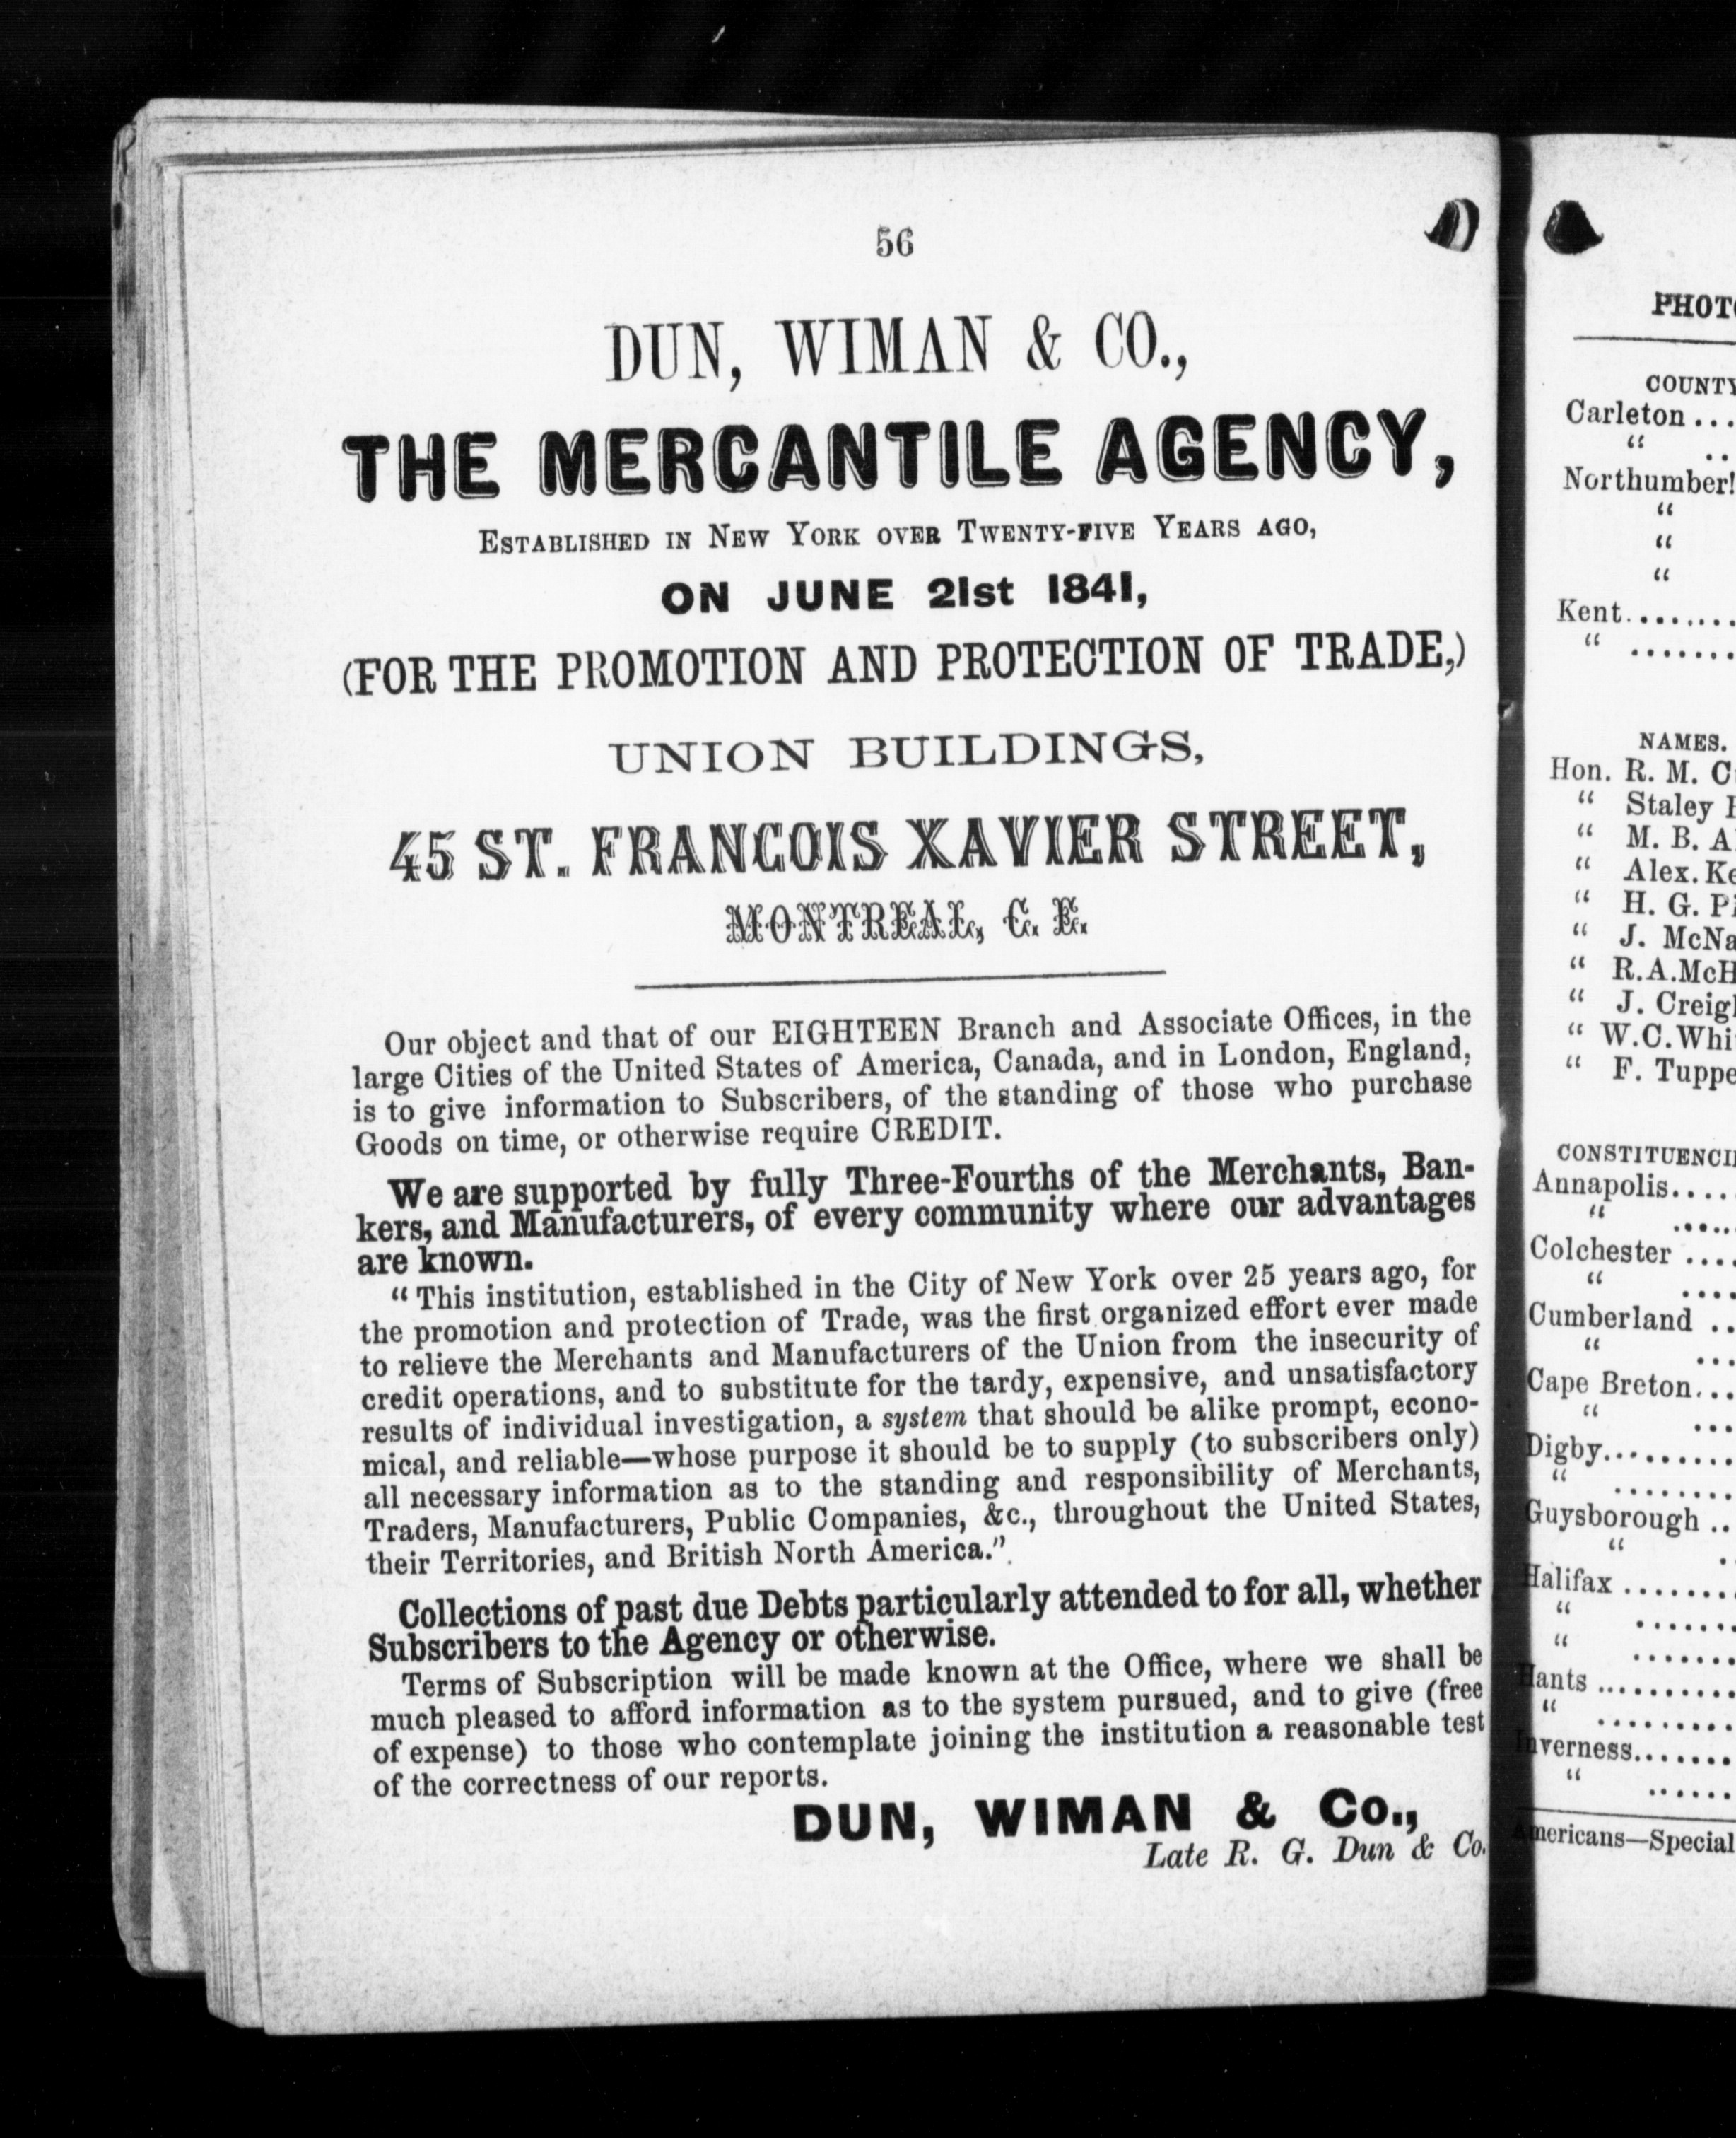 56
DUN, WIMAN & CO.,
THE MERCANTILE AGENCY,
ESTABLISHED IN NEW YORK OVER TWENTY-FIVE YEARS AGO,
ON JUNE 21st 1841,
(FOR THE PROMOTION AND PROTECTION OF TRADE,)
UNION BUILDINGS,
45 ST. FRANCOIS XAVIER STREET,
MONTREAL, C. E.
Our object and that of our EIGHTEEN Branch and Associate Offices, in the
large Cities of the United States of America, Canada, and in London, England,
is to give information to Subscribers, of the standing of those who purchase
Goods on time, or otherwise require CREDIT.
We are supported by fully Three-Fourths of the Merchants, Ban-
kers, and Manufacturers, of every community where our advantages
are known.
"This institution, established in the City of New York over 25 years ago, for
the promotion and protection of Trade, was the first organized effort ever made
to relieve the Merchants and Manufacturers of the Union from the insecurity of
credit operations, and to substitute for the tardy, expensive, and unsatisfactory
results of individual investigation, a system that should be alike prompt, econo-
mical, and reliable—whose purpose it should be to supply (to subscribers only)
all necessary information as to the standing and responsibility of Merchants,
Traders, Manufacturers, Public Companies, &c., throughout the United States,
their Territories, and British North America."
Collections of past due Debts particularly attended to for all, whether
Subscribers to the Agency or otherwise.
Terms of Subscription will be made known at the Office, where we shall be
much pleased to afford information as to the system pursued, and to give (free
of expense) to those who contemplate joining the institution a reasonable test
of the correctness of our reports.
DUN, WIMAN & Co.,
Late R. G. Dun & Co.
Carleton ...
" ..
"
"
"
Kent........
" .......
NAMES.
Hon. R. M.
" Staley
" M. B.
" Alex.
" H. G.
" J.
"
" J.
"
" F.
Annapolis....
" .....
Colchester ....
" ....
Cumberland ..
" ...
Cape Breton...
" ...
Digby.........
" ........
Guysborough ..
" .
Halifax .......
" .......
" .......
Hants .........
" .........
Inverness.......
" ......
Americans—Special